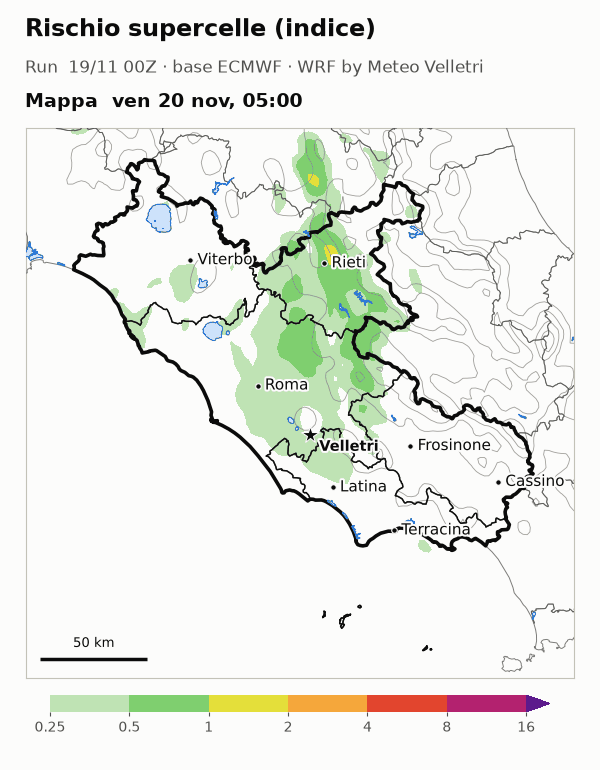 Rischio supercelle (indice)
Run  19/11 00Z · base ECMWF · WRF by Meteo Velletri
Mappa  ven 20 nov, 05:00
Viterbo
Rieti
Roma
Velletri
Frosinone
Latina
Cassino
Terracina
50 km
0.25 0.5 1 2 4 8 16